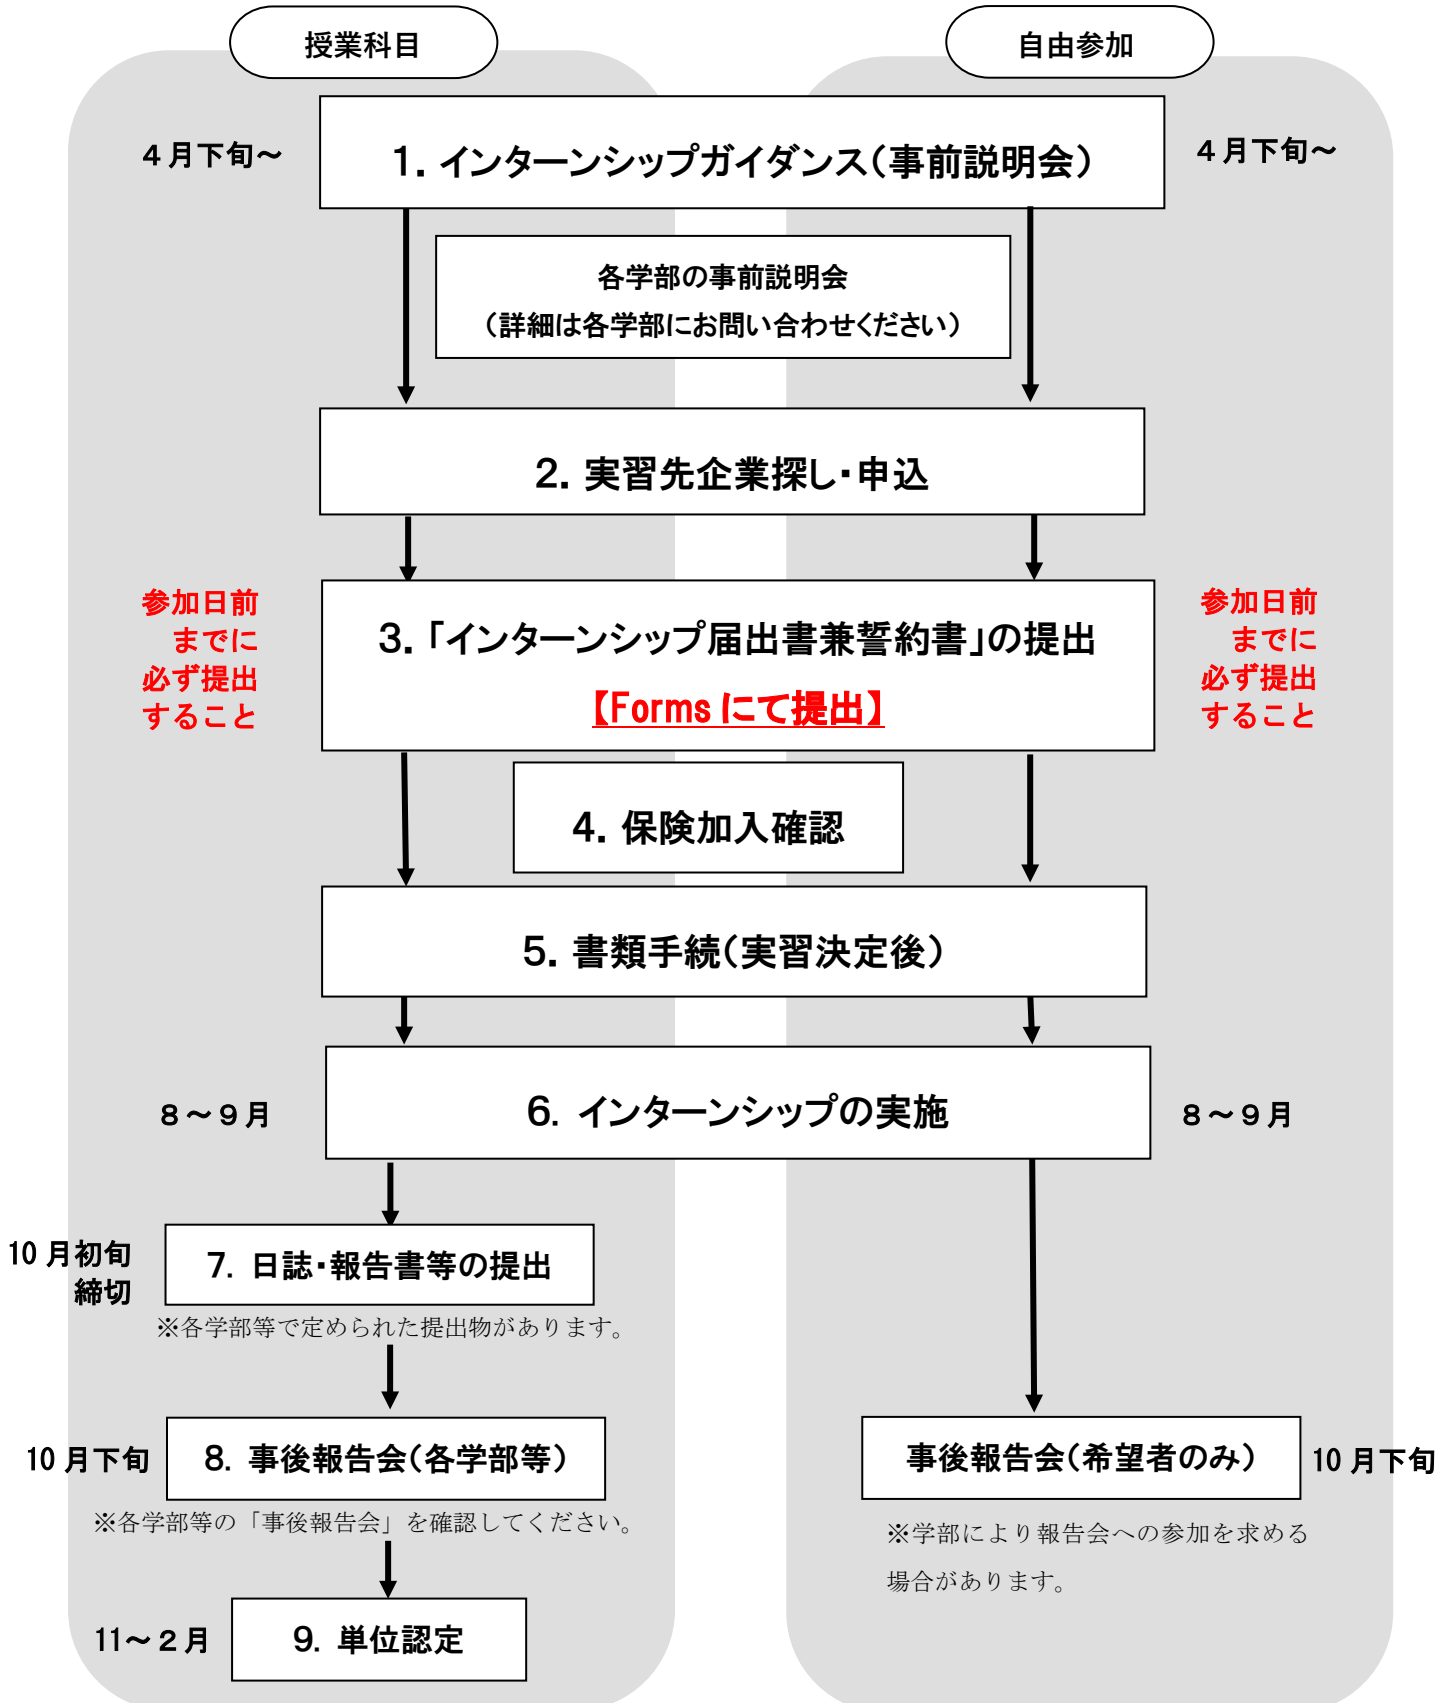 授業科目
自由参加
４月下旬～
１. インターンシップガイダンス（事前説明会）
４月下旬～
各学部の事前説明会
（詳細は各学部にお問い合わせください）
２. 実習先企業探し・申込
参加日前
までに
必ず提出
すること
３. 「インターンシップ届出書兼誓約書」の提出
【Forms にて提出】
参加日前
までに
必ず提出
すること
４. 保険加入確認
５. 書類手続（実習決定後）
８～９月
６. インターンシップの実施
８～９月
10 月初旬
締切
７. 日誌・報告書等の提出
※各学部等で定められた提出物があります。
10 月下旬
８. 事後報告会（各学部等）
※各学部等の「事後報告会」を確認してください。
事後報告会（希望者のみ）
10 月下旬
※学部により報告会への参加を求める
場合があります。
11～２月
９. 単位認定